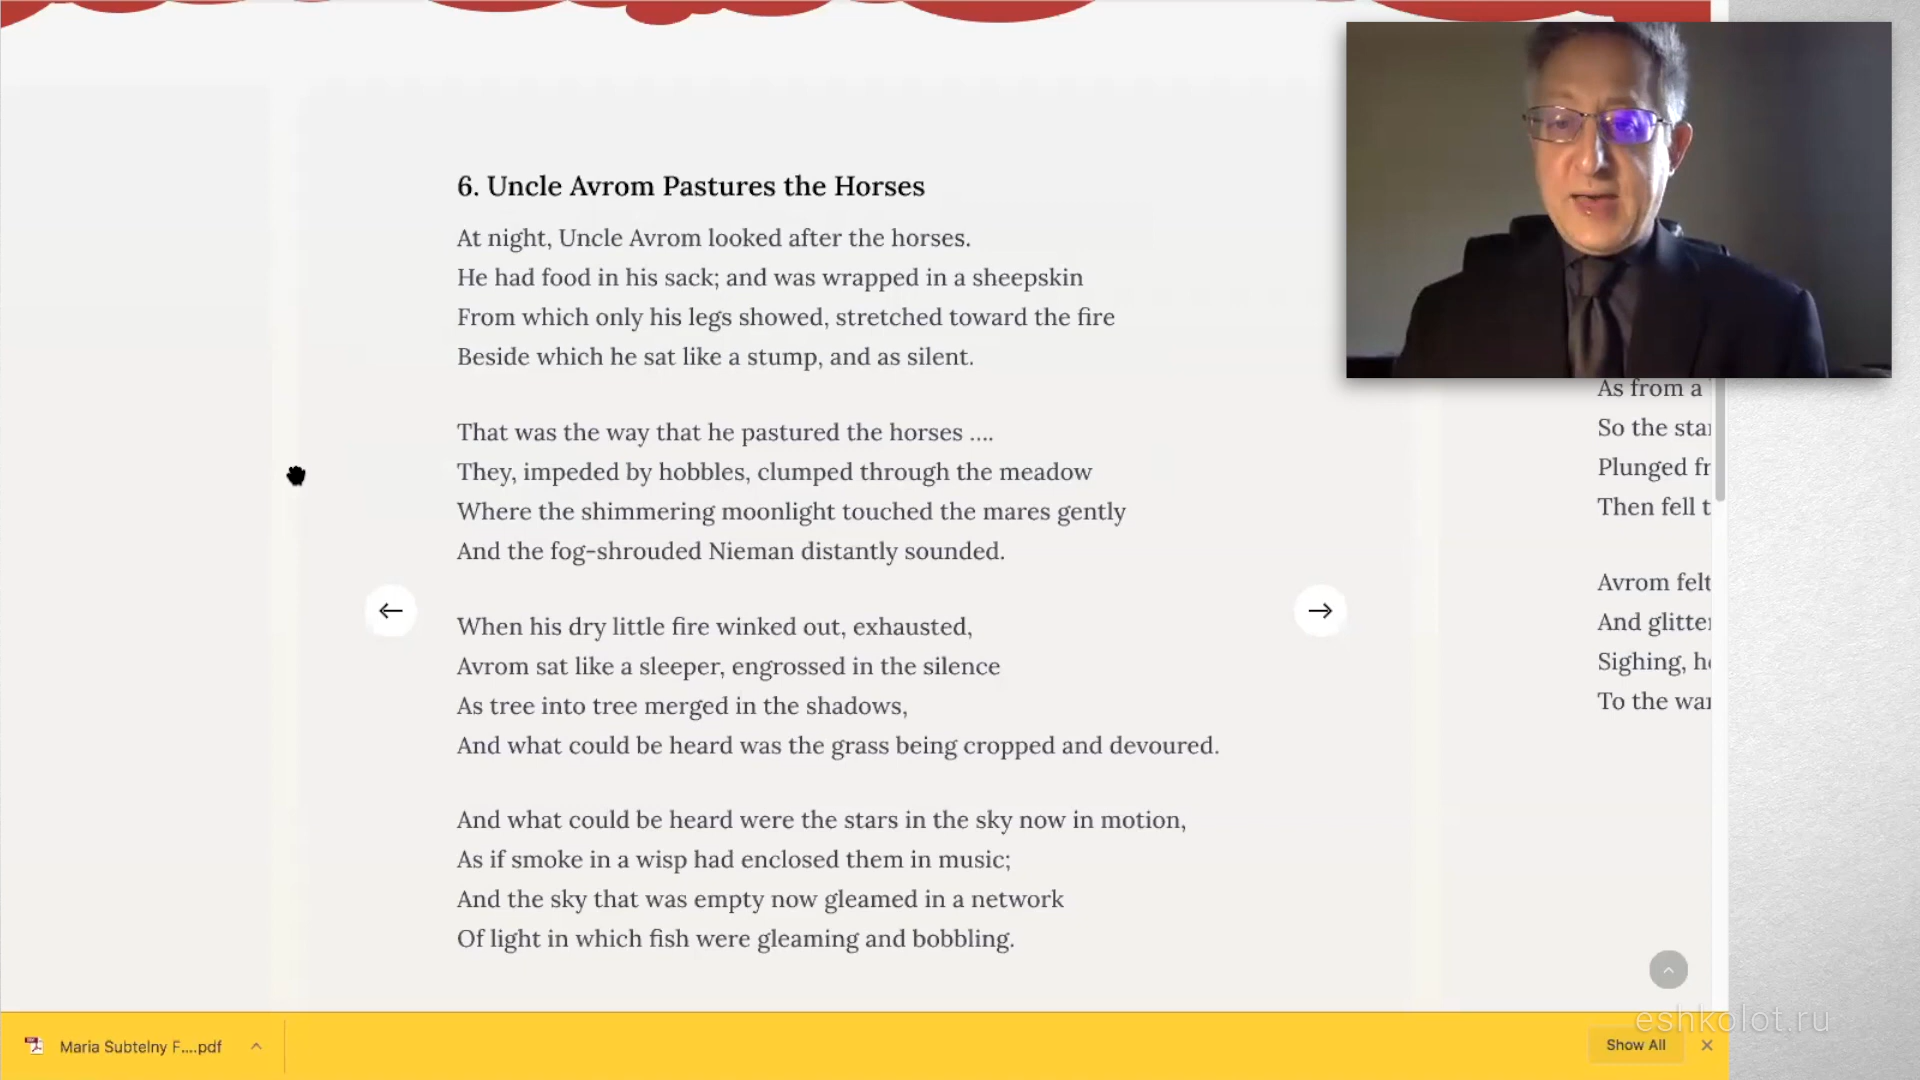 6. Uncle Avrom Pastures the Horses
At night, Uncle Avrom looked after the horses.
He had food in his sack; and was wrapped in a sheepskin
From which only his legs showed, stretched toward the fire
Beside which he sat like a stump, and as silent.
That was the way that he pastured the horses ....
They, impeded by hobbles, clumped through the meadow
Where the shimmering moonlight touched the mares gently
And the fog-shrouded Nieman distantly sounded.
When his dry little fire winked out, exhausted,
Avrom sat like a sleeper, engrossed in the silence
As tree into tree merged in the shadows,
And what could be heard was the grass being cropped and devoured.
And what could be heard were the stars in the sky now in motion,
As if smoke in a wisp had enclosed them in music;
And the sky that was empty now gleamed in a network
Of light in which fish were gleaming and bobbling.
As from a
So the
Plunged
Then fell
Avrom felt
And
Sighing,
To the
eshkolot.ru
Maria Subtelny F....pdf
Show All